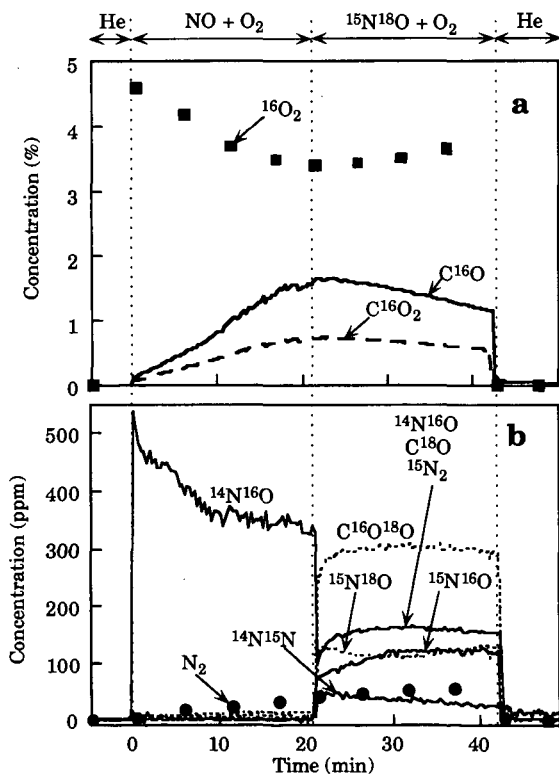 He NO + O₂ ¹⁵N¹⁸O + O₂ He
5
4
3
2
1
0
Concentration (%)
a
¹⁶O₂
C¹⁶O
C¹⁶O₂
500
400
300
200
100
0
Concentration (ppm)
b
¹⁴N¹⁶O
C¹⁸O
¹⁵N₂
¹⁴N¹⁶O
C¹⁶O¹⁸O
¹⁵N¹⁸O
¹⁵N¹⁶O
¹⁴N¹⁵N
N₂
0 10 20 30 40
Time (min)